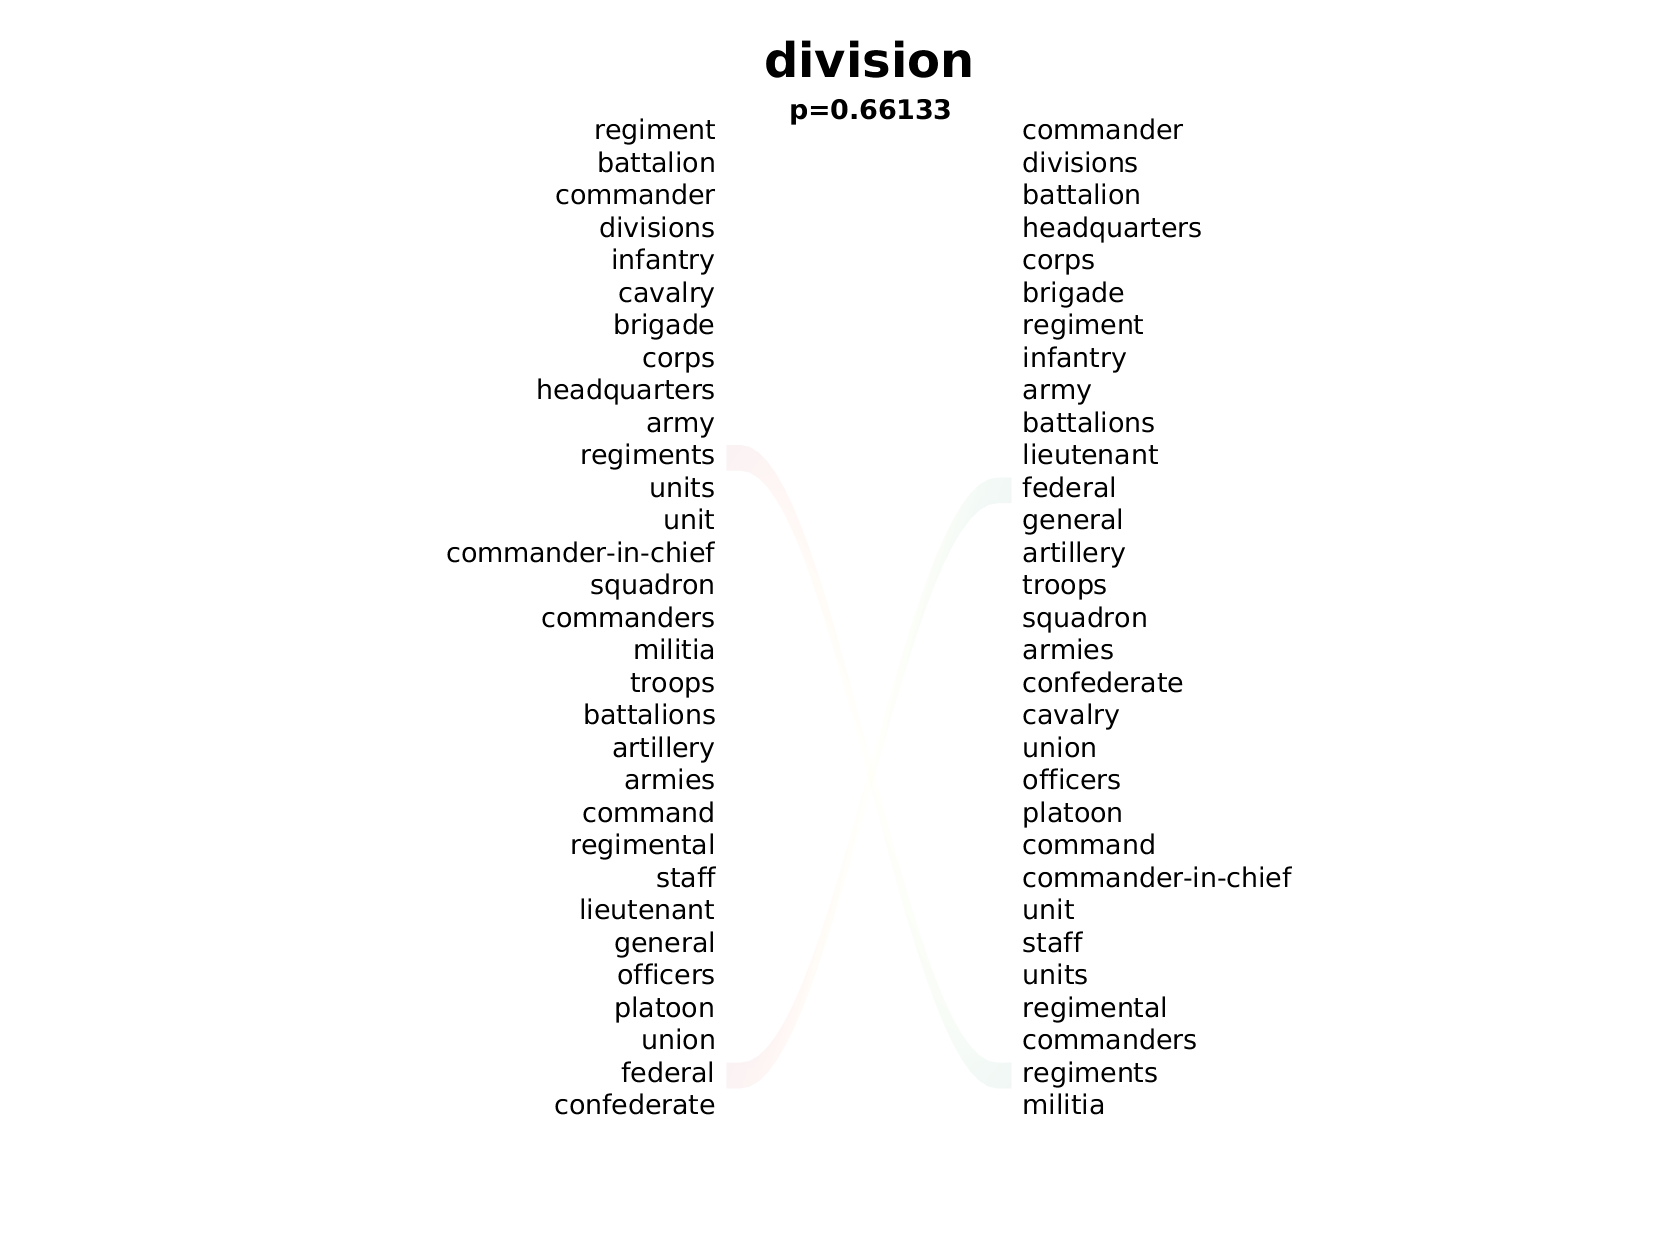 division
p=0.66133
regiment
battalion
commander
divisions
infantry
cavalry
brigade
corps
headquarters
army
regiments
units
unit
commander-in-chief
squadron
commanders
militia
troops
battalions
artillery
armies
command
regimental
staff
lieutenant
general
officers
platoon
union
federal
confederate
commander
divisions
battalion
headquarters
corps
brigade
regiment
infantry
army
battalions
lieutenant
federal
general
artillery
troops
squadron
armies
confederate
cavalry
union
officers
platoon
command
commander-in-chief
unit
staff
units
regimental
commanders
regiments
militia